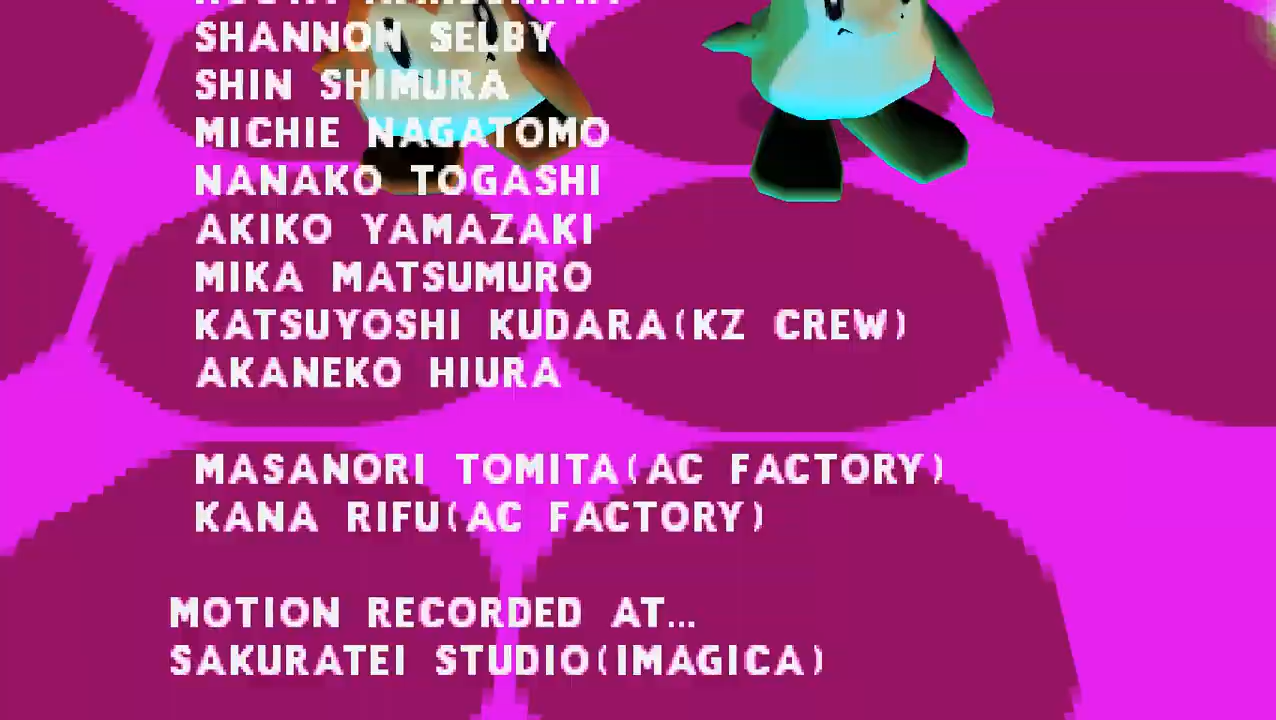 SHANNON SELBY
SHIN SHIMURA
MICHIE NAGATOMO
NANAKO TOGASHI
AKIKO YAMAZAKI
MIKA MATSUMURO
KATSUYOSHI KUDARA(KZ CREW)
AKANEKO HIURA
MASANORI TOMITA(AC FACTORY)
KANA RIFU(AC FACTORY)
MOTION RECORDED AT...
SAKURATEI STUDIO(IMAGICA)